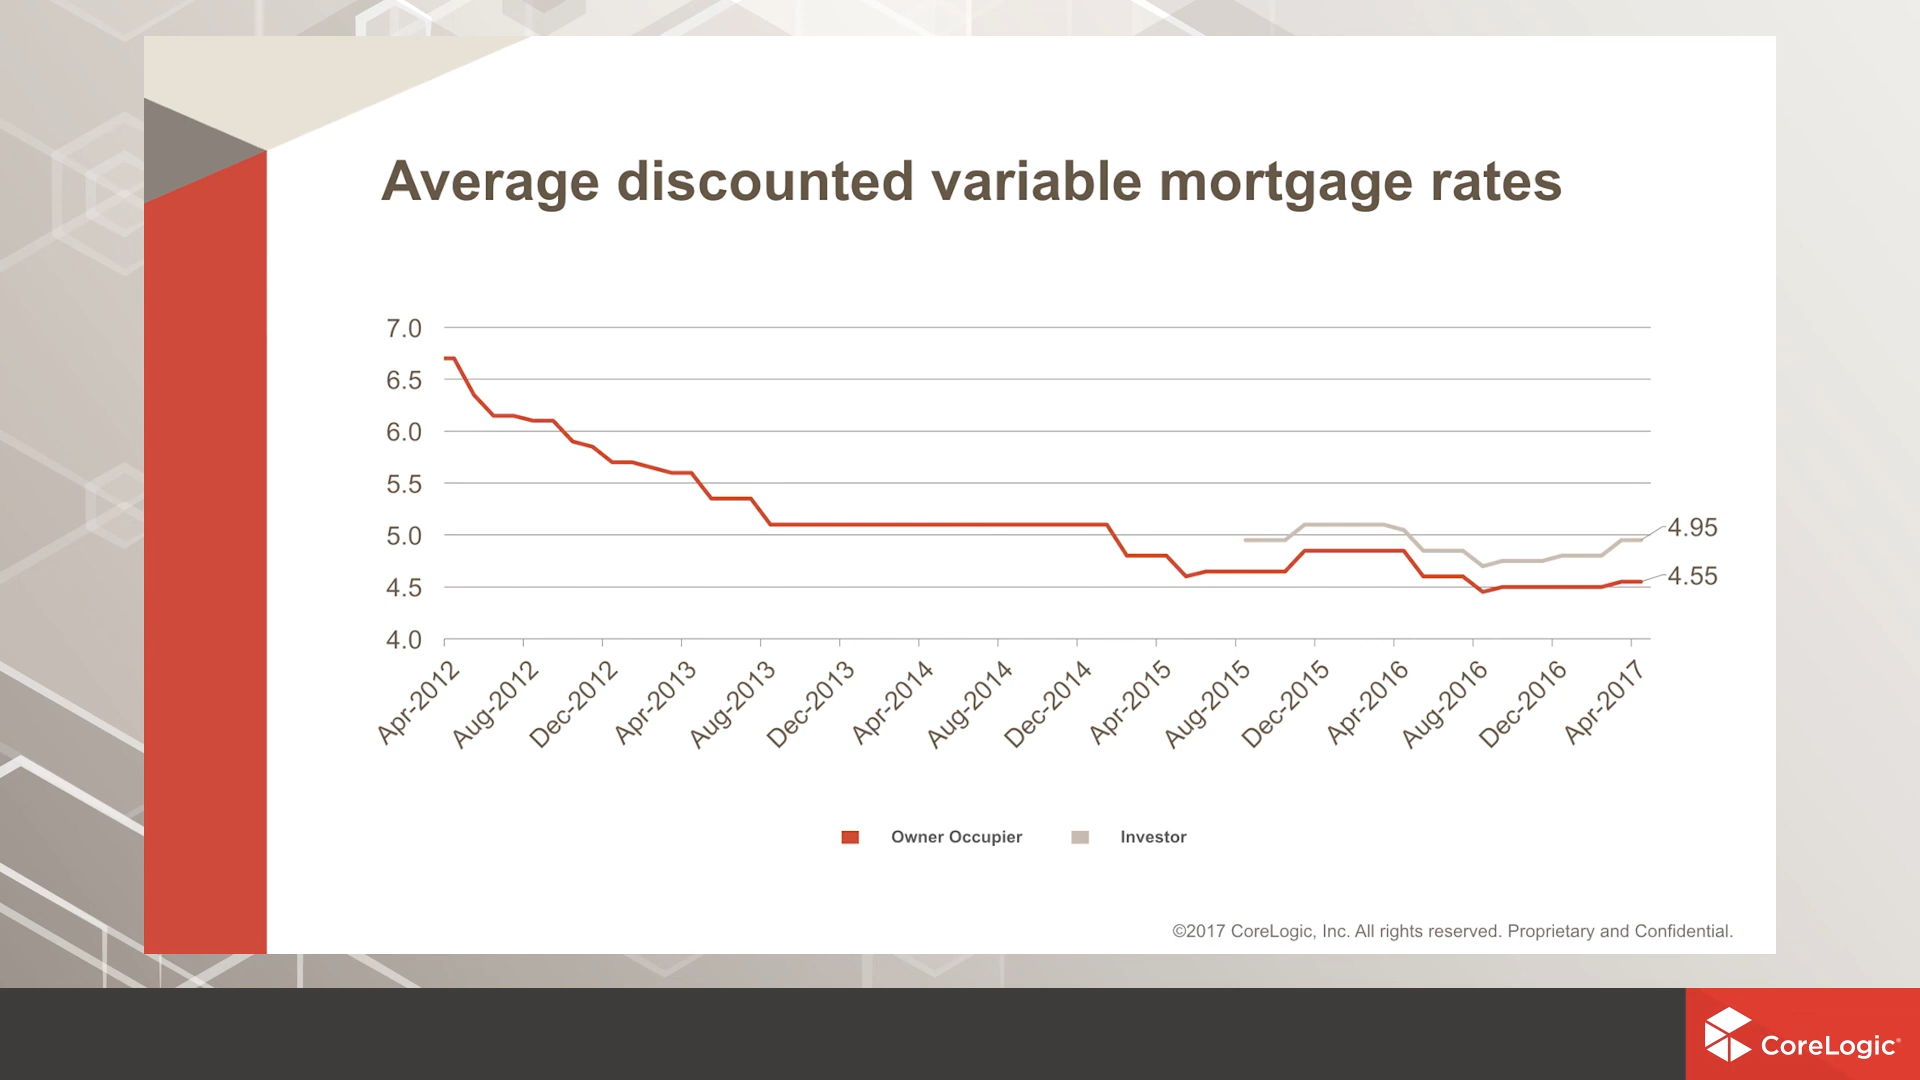 Average discounted variable mortgage rates
7.0
6.5
6.0
5.5
5.0
4.5
4.0
4.95
4.55
Apr-2012
Aug-2012
Dec-2012
Apr-2013
Aug-2013
Dec-2013
Apr-2014
Aug-2014
Dec-2014
Apr-2015
Aug-2015
Dec-2015
Apr-2016
Aug-2016
Dec-2016
Apr-2017
Owner Occupier
Investor
©2017 CoreLogic, Inc. All rights reserved. Proprietary and Confidential.
CoreLogic